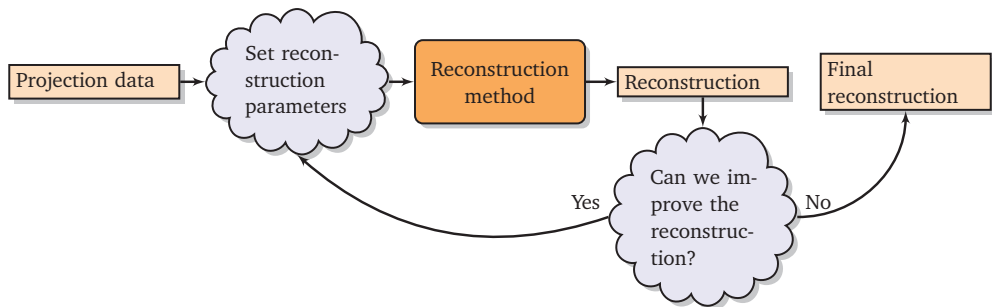 Projection data
Set recon-
struction
parameters
Reconstruction
method
Reconstruction
Final
reconstruction
Can we im-
prove the
reconstruc-
tion?
Yes
No